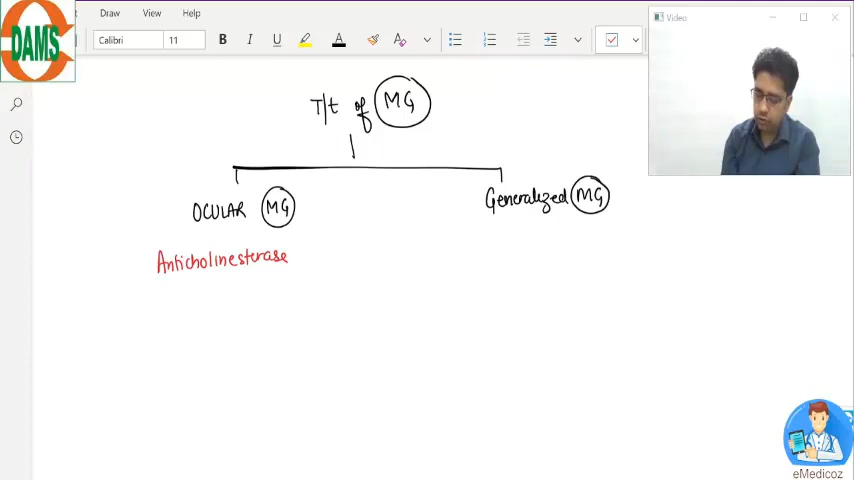 DAMS
Draw View Help
Video
Calibri 11 B I U A
T/t of MG
OCULAR MG
Generalized MG
Anticholinesterase
eMedicoz